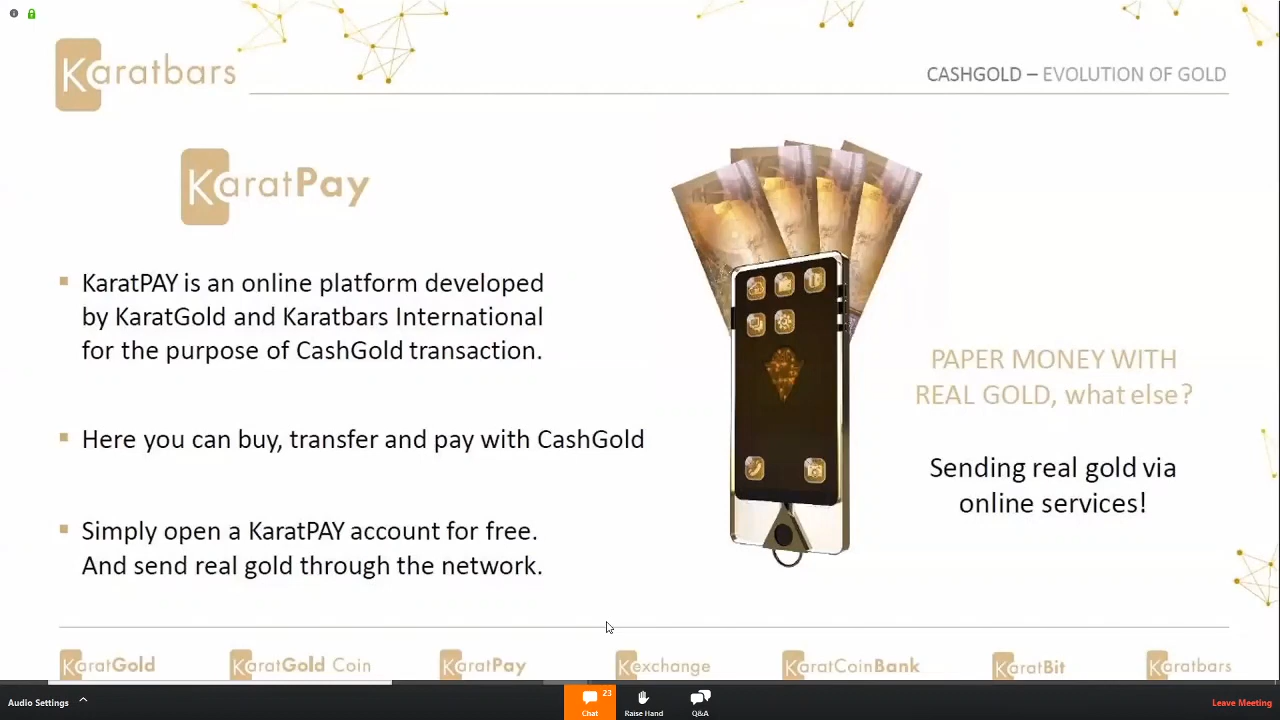 Karatbars
CASHGOLD – EVOLUTION OF GOLD
KaratPay
KaratPAY is an online platform developed
by KaratGold and Karatbars International
for the purpose of CashGold transaction.
Here you can buy, transfer and pay with CashGold
Simply open a KaratPAY account for free.
And send real gold through the network.
PAPER MONEY WITH
REAL GOLD, what else?
Sending real gold via
online services!
KaratGold KaratGold Coin KaratPay Kexchange KaratCoinBank KaratBit Karatbars
Audio Settings
23
Chat
Raise Hand
Q&A
Leave Meeting